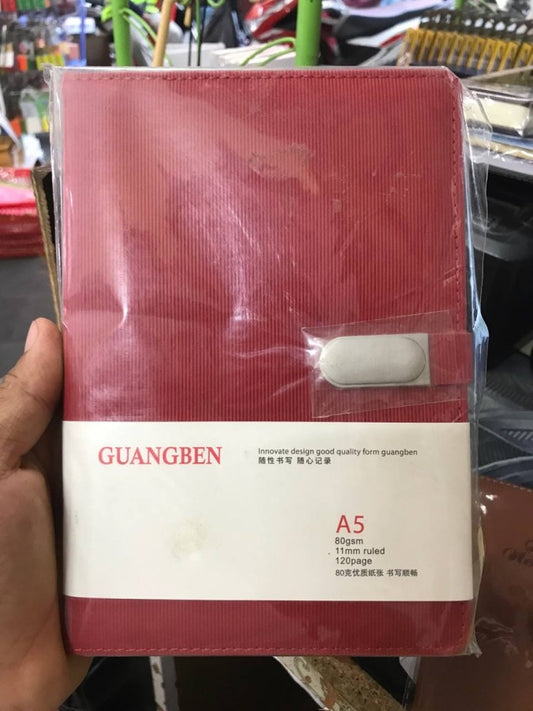 GUANGBEN
Innovate design good quality form guangben
随性书写 随心记录
A5
80gsm
11mm ruled
120page
80克优质纸张 书写顺畅